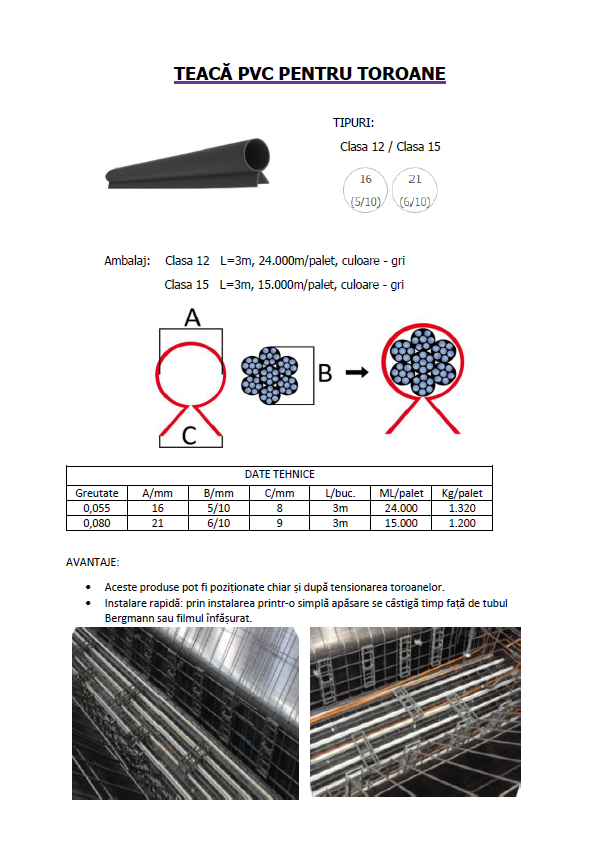 TEACĂ PVC PENTRU TOROANE
TIPURI:
Clasa 12 / Clasa 15
16 21
(5/10) (6/10)
Ambalaj: Clasa 12 L=3m, 24.000m/palet, culoare - gri
Clasa 15 L=3m, 15.000m/palet, culoare - gri
A
B
C
DATE TEHNICE
Greutate A/mm B/mm C/mm L/buc. ML/palet Kg/palet
0,055 16 5/10 8 3m 24.000 1.320
0,080 21 6/10 9 3m 15.000 1.200
AVANTAJE:
• Aceste produse pot fi poziționate chiar și după tensionarea toroanelor.
• Instalare rapidă: prin instalarea printr-o simplă apăsare se câstigă timp față de tubul
Bergmann sau filmul înfășurat.